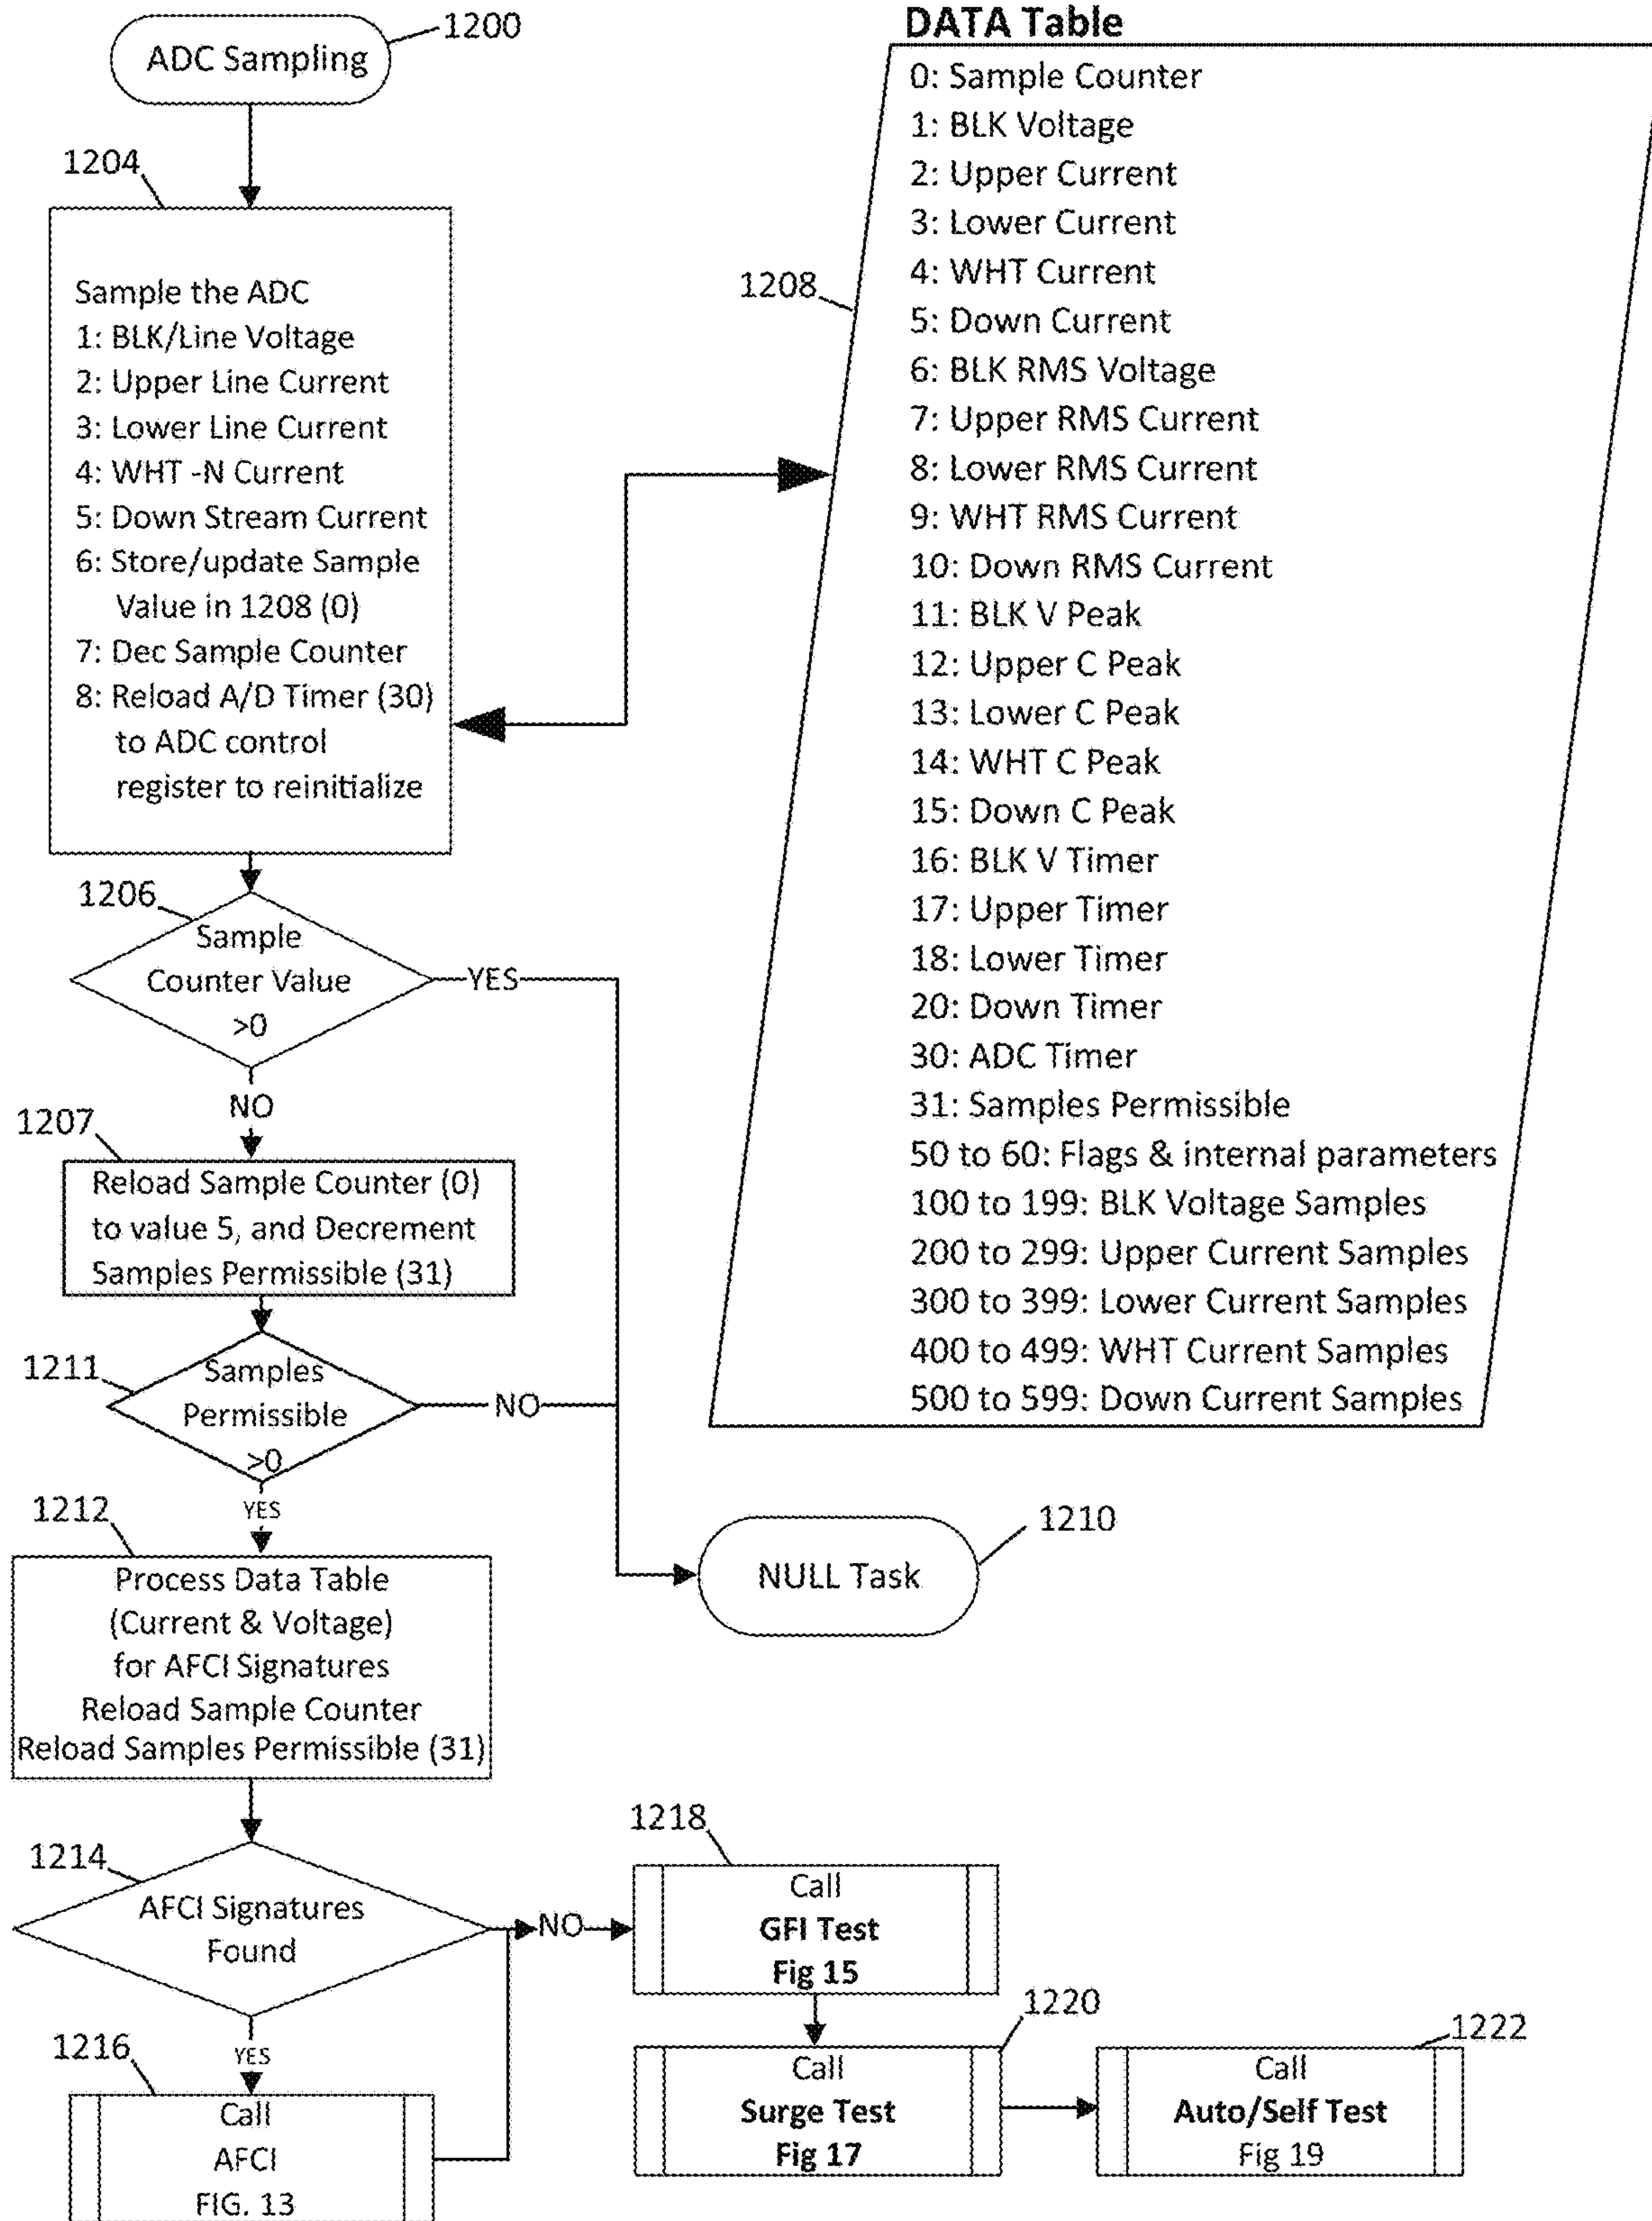 1200
ADC Sampling
1204
Sample the ADC
1: BLK/Line Voltage
2: Upper Line Current
3: Lower Line Current
4: WHT -N Current
5: Down Stream Current
6: Store/update Sample
Value in 1208 (0)
7: Dec Sample Counter
8: Reload A/D Timer (30)
to ADC control
register to reinitialize
1206
Sample
Counter Value
>0
YES
NO
1207
Reload Sample Counter (0)
to value 5, and Decrement
Samples Permissible (31)
1211
Samples
Permissible
>0
NO
YES
1212
Process Data Table
(Current & Voltage)
for AFCI Signatures
Reload Sample Counter
Reload Samples Permissible (31)
1214
AFCI Signatures
Found
NO
YES
1216
Call
AFCI
FIG. 13
DATA Table
1208
0: Sample Counter
1: BLK Voltage
2: Upper Current
3: Lower Current
4: WHT Current
5: Down Current
6: BLK RMS Voltage
7: Upper RMS Current
8: Lower RMS Current
9: WHT RMS Current
10: Down RMS Current
11: BLK V Peak
12: Upper C Peak
13: Lower C Peak
14: WHT C Peak
15: Down C Peak
16: BLK V Timer
17: Upper Timer
18: Lower Timer
20: Down Timer
30: ADC Timer
31: Samples Permissible
50 to 60: Flags & internal parameters
100 to 199: BLK Voltage Samples
200 to 299: Upper Current Samples
300 to 399: Lower Current Samples
400 to 499: WHT Current Samples
500 to 599: Down Current Samples
1210
NULL Task
1218
Call
GFI Test
Fig 15
1220
Call
Surge Test
Fig 17
1222
Call
Auto/Self Test
Fig 19